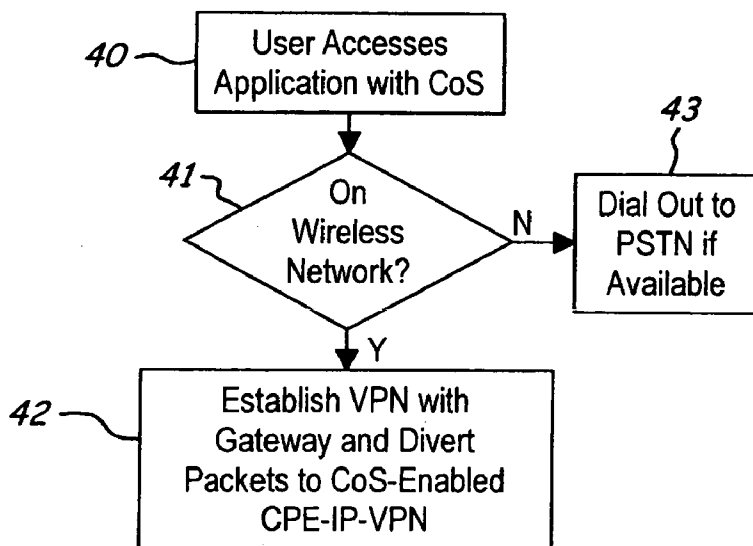 40
User Accesses
Application with CoS
41
On
Wireless
Network?
N
43
Dial Out to
PSTN if
Available
Y
42
Establish VPN with
Gateway and Divert
Packets to CoS-Enabled
CPE-IP-VPN